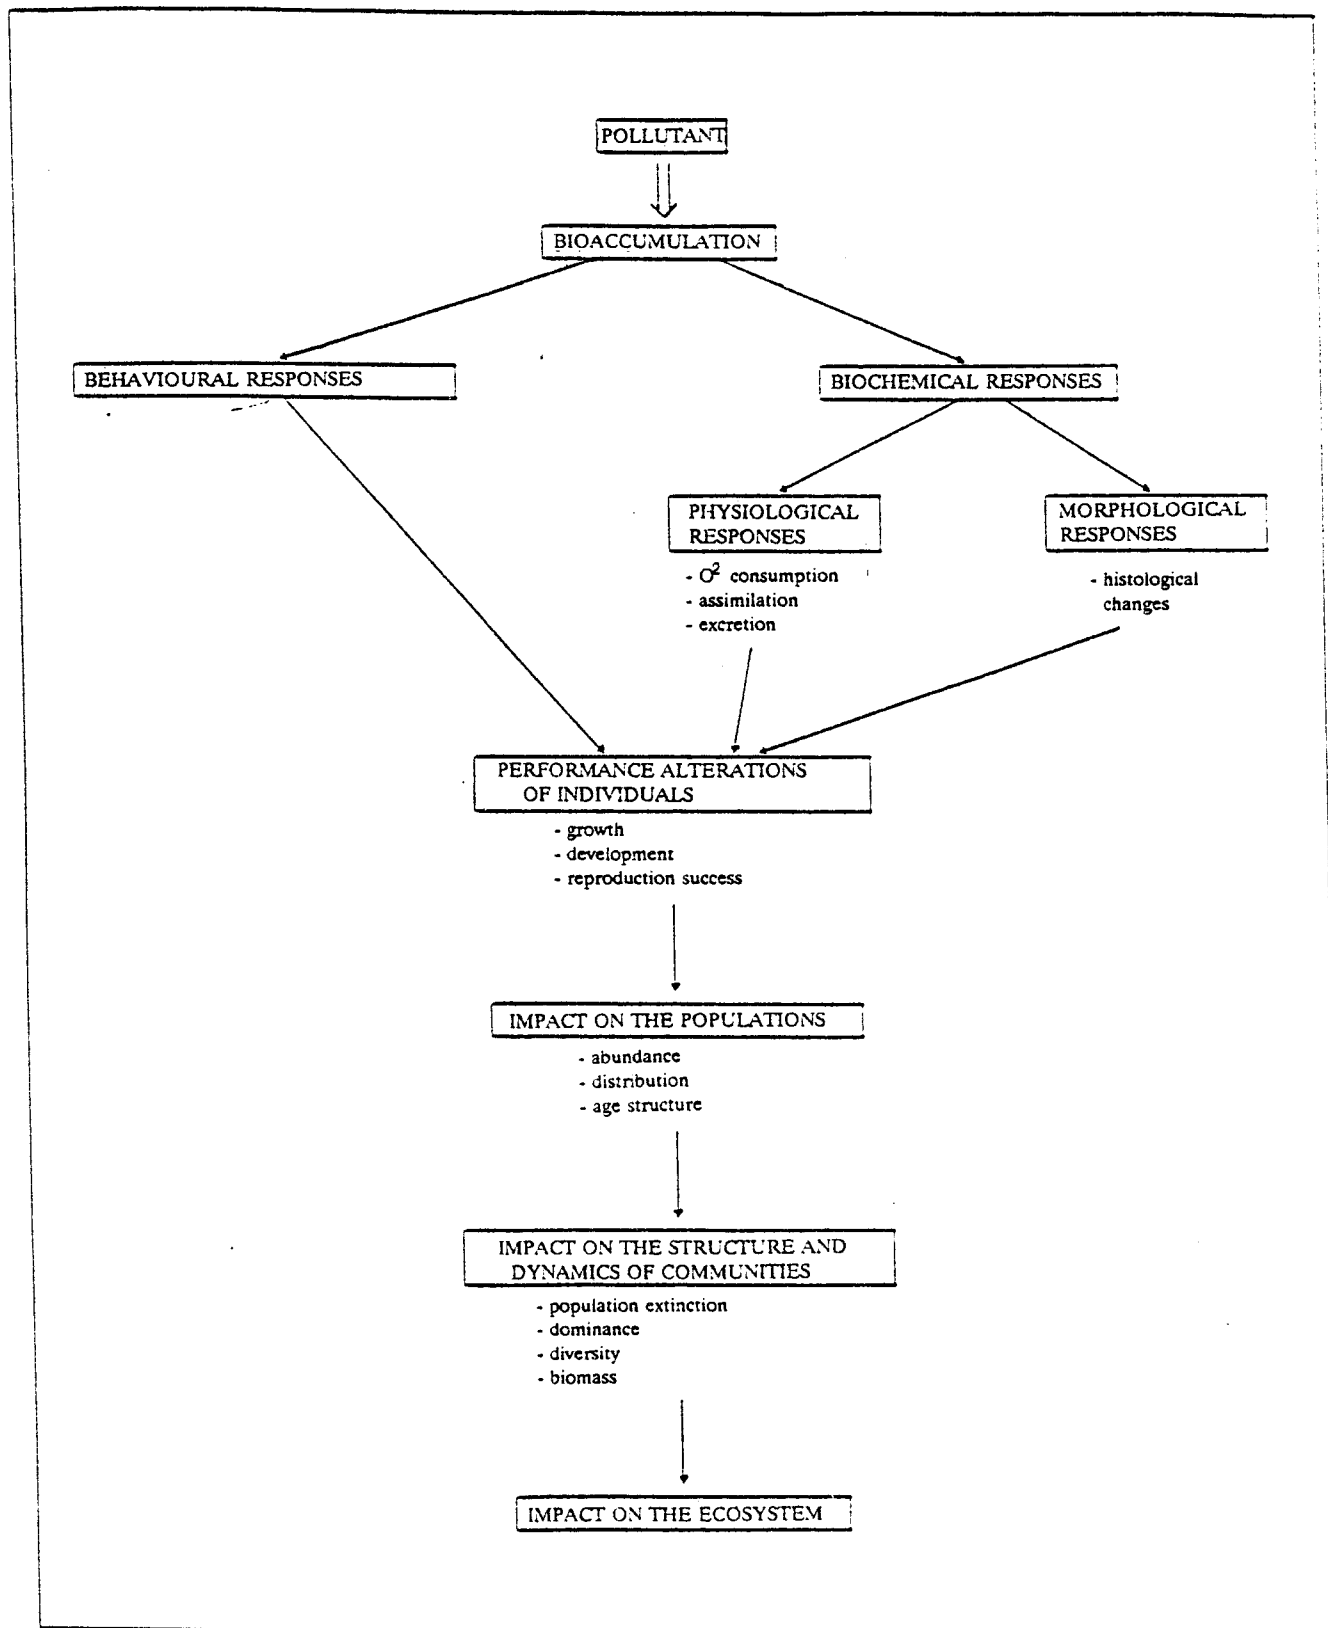 POLLUTANT
BIOACCUMULATION
BEHAVIOURAL RESPONSES
BIOCHEMICAL RESPONSES
PHYSIOLOGICAL
RESPONSES
- O² consumption
- assimilation
- excretion
MORPHOLOGICAL
RESPONSES
- histological
changes
PERFORMANCE ALTERATIONS
OF INDIVIDUALS
- growth
- development
- reproduction success
IMPACT ON THE POPULATIONS
- abundance
- distribution
- age structure
IMPACT ON THE STRUCTURE AND
DYNAMICS OF COMMUNITIES
- population extinction
- dominance
- diversity
- biomass
IMPACT ON THE ECOSYSTEM